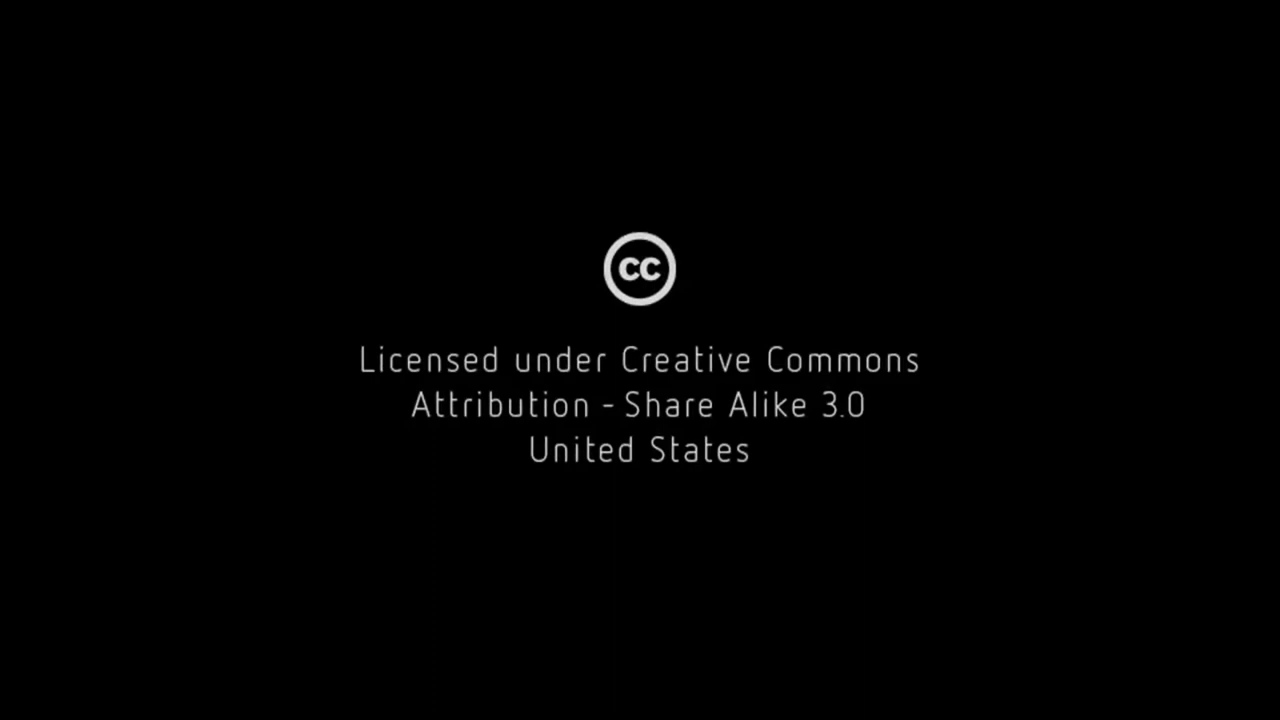 cc
Licensed under Creative Commons
Attribution - Share Alike 3.0
United States